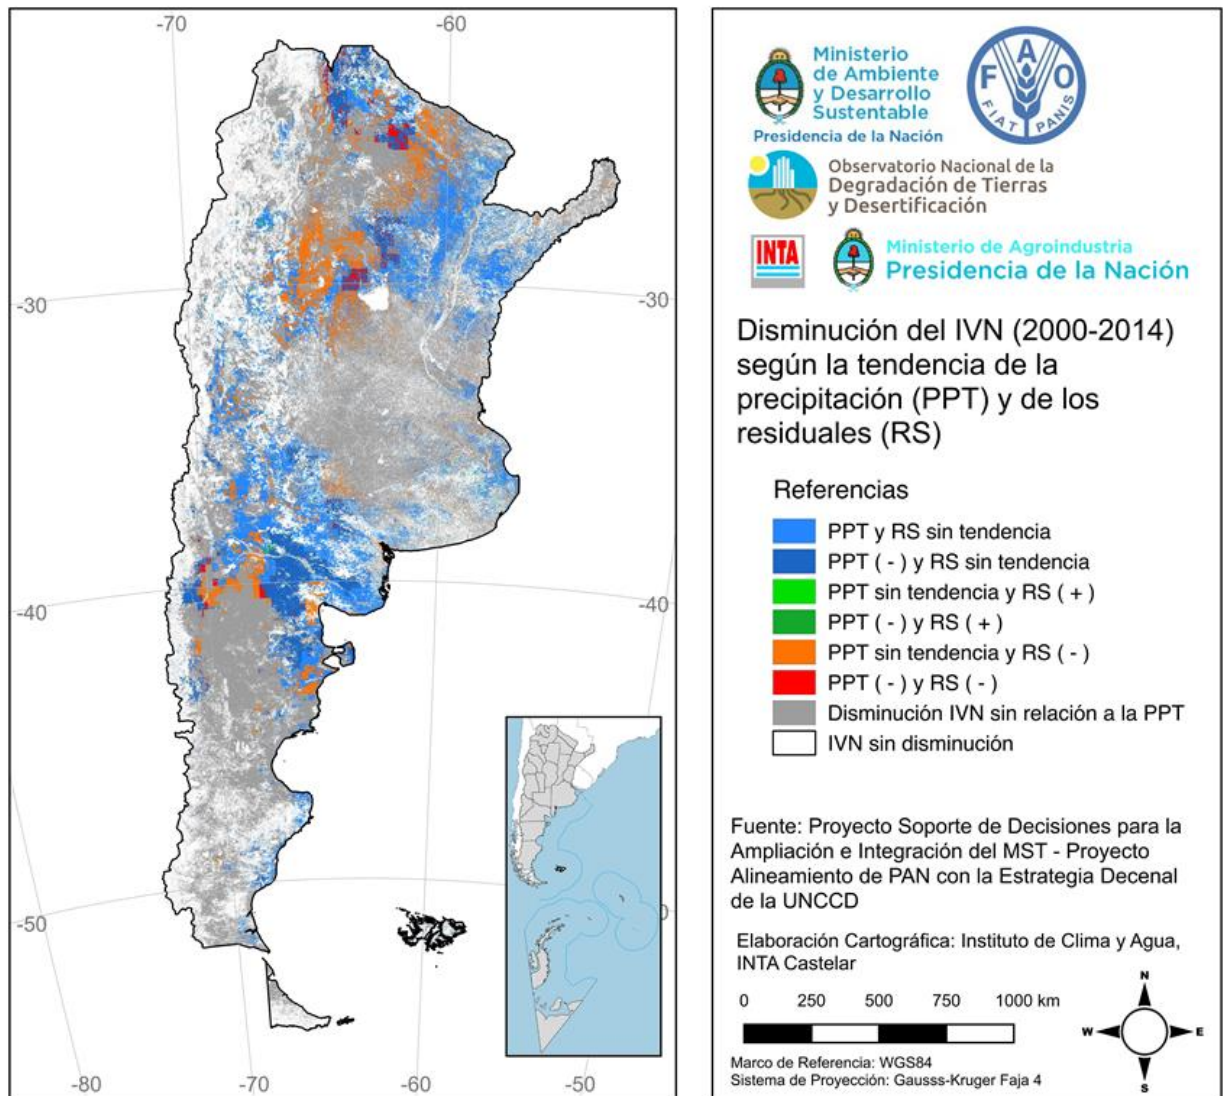 -70
-60
-30
-30
-40
-40
-50
0
-80
-70
-60
-50
Ministerio
de Ambiente
y Desarrollo
Sustentable
Presidencia de la Nación
F A O
FIAT PANIS
Observatorio Nacional de la
Degradación de Tierras
y Desertificación
INTA
Ministerio de Agroindustria
Presidencia de la Nación
Disminución del IVN (2000-2014)
según la tendencia de la
precipitación (PPT) y de los
residuales (RS)
Referencias
PPT y RS sin tendencia
PPT ( - ) y RS sin tendencia
PPT sin tendencia y RS ( + )
PPT ( - ) y RS ( + )
PPT sin tendencia y RS ( - )
PPT ( - ) y RS ( - )
Disminución IVN sin relación a la PPT
IVN sin disminución
Fuente: Proyecto Soporte de Decisiones para la
Ampliación e Integración del MST - Proyecto
Alineamiento de PAN con la Estrategia Decenal
de la UNCCD
Elaboración Cartográfica: Instituto de Clima y Agua,
INTA Castelar
0 250 500 750 1000 km
N
W E
S
Marco de Referencia: WGS84
Sistema de Proyección: Gausss-Kruger Faja 4